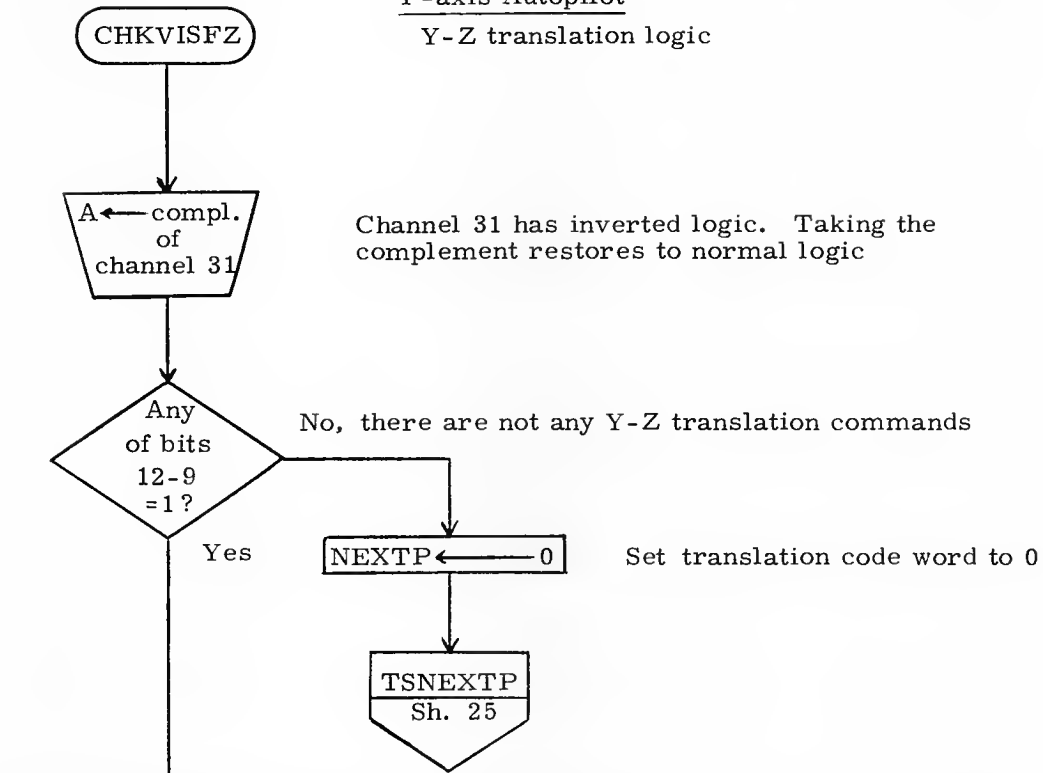 -axis Autopilot
CHKVISFZ
Y-Z translation logic
A← compl.
of
channel 31
Channel 31 has inverted logic. Taking the
complement restores to normal logic
Any
of bits
12-9
=1?
No, there are not any Y-Z translation commands
Yes
NEXTP← 0
Set translation code word to 0
TSNEXTP
Sh. 25